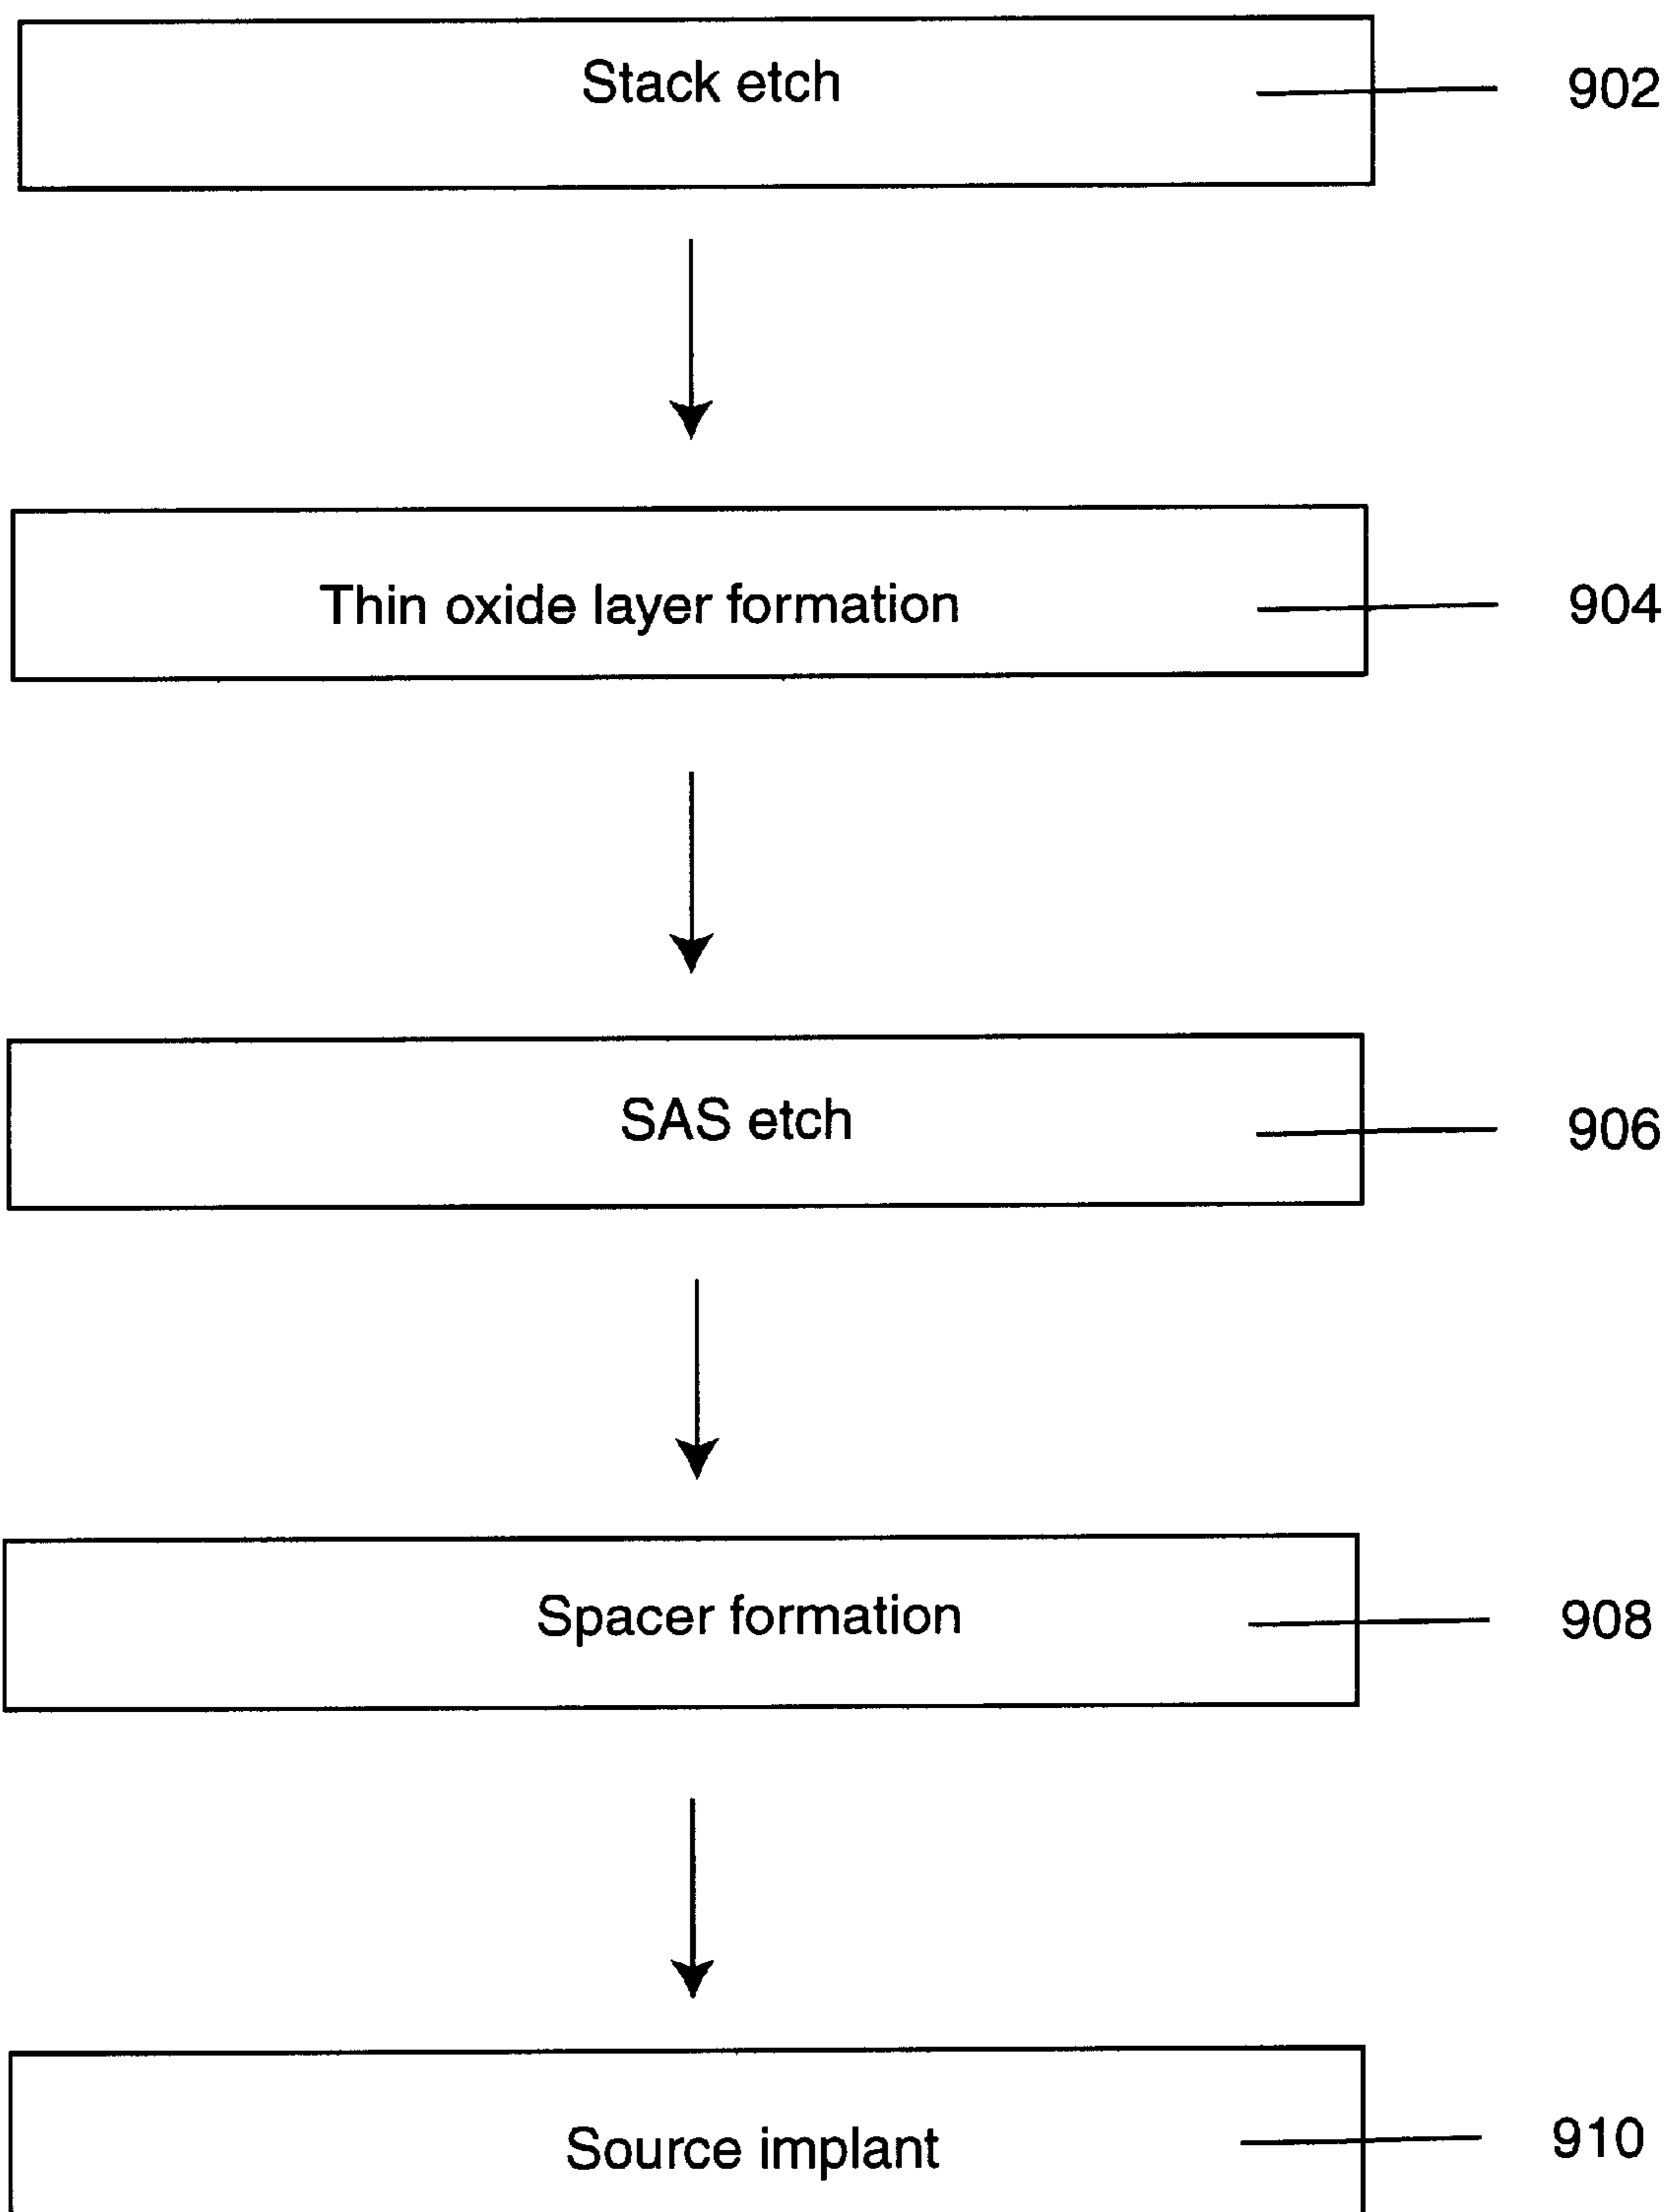 Stack etch 902
Thin oxide layer formation 904
SAS etch 906
Spacer formation 908
Source implant 910